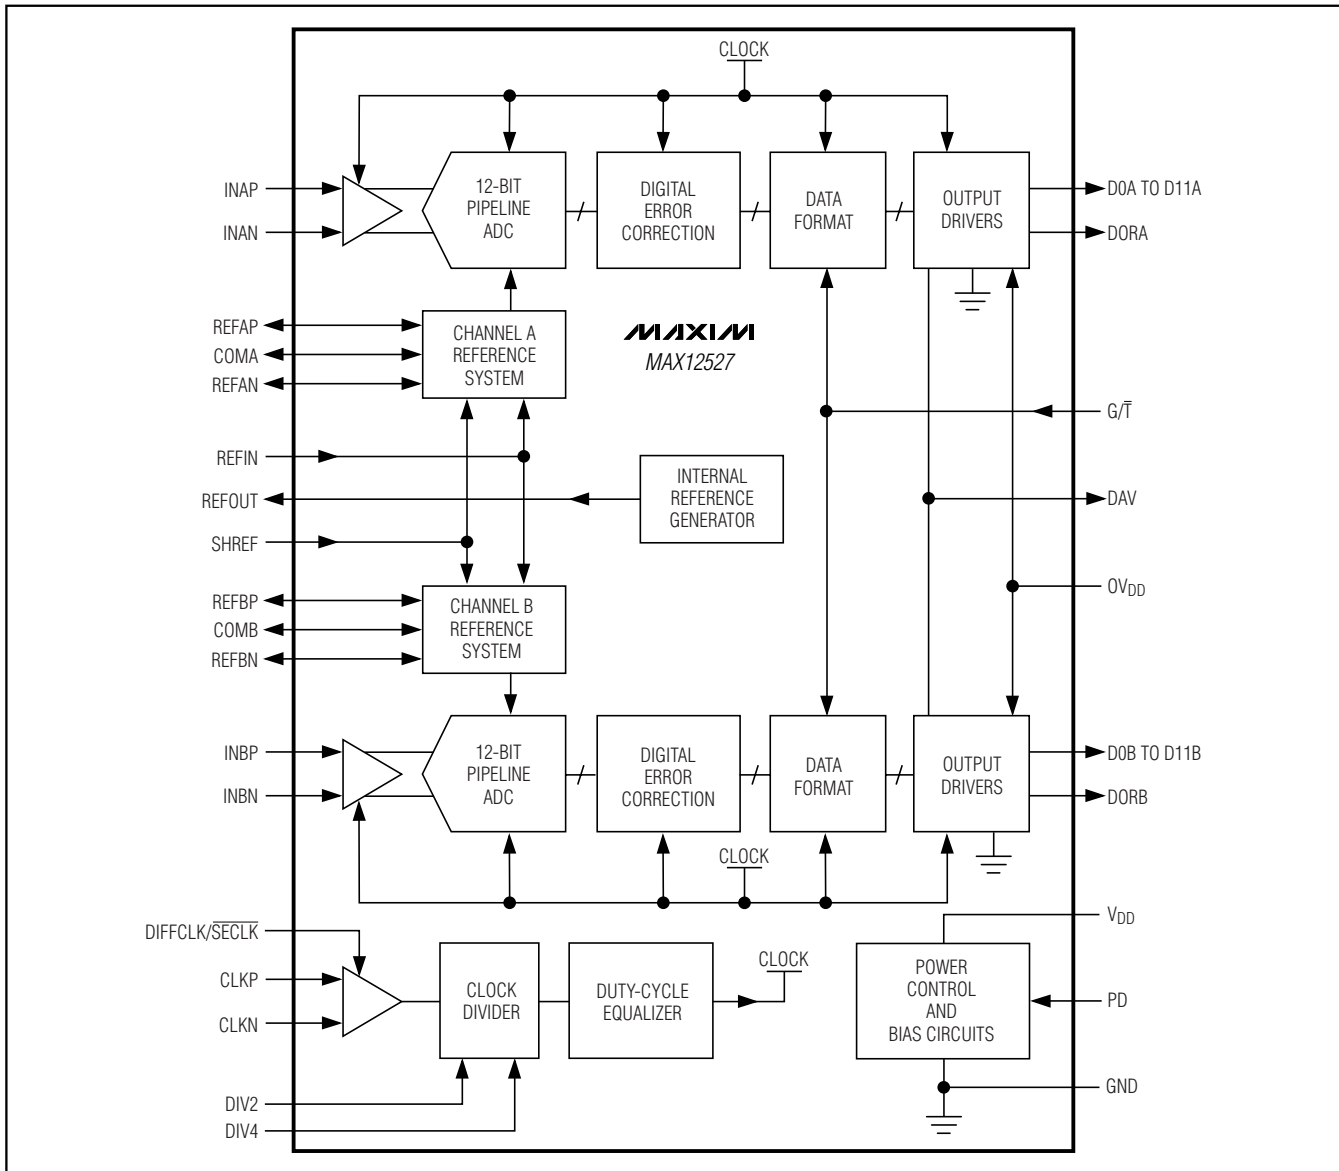 CLOCK
INAP
INAN
12-BIT
PIPELINE
ADC
DIGITAL
ERROR
CORRECTION
DATA
FORMAT
OUTPUT
DRIVERS
D0A TO D11A
DORA
REFAP
COMA
REFAN
CHANNEL A
REFERENCE
SYSTEM
MAXIM
MAX12527
G/T̅
REFIN
REFOUT
SHREF
INTERNAL
REFERENCE
GENERATOR
DAV
OVDD
REFBP
COMB
REFBN
CHANNEL B
REFERENCE
SYSTEM
INBP
INBN
12-BIT
PIPELINE
ADC
DIGITAL
ERROR
CORRECTION
DATA
FORMAT
OUTPUT
DRIVERS
D0B TO D11B
DORB
CLOCK
DIFFCLK/S̅E̅C̅L̅K̅
CLKP
CLKN
CLOCK
DIVIDER
DUTY-CYCLE
EQUALIZER
CLOCK
DIV2
DIV4
VDD
POWER
CONTROL
AND
BIAS CIRCUITS
PD
GND